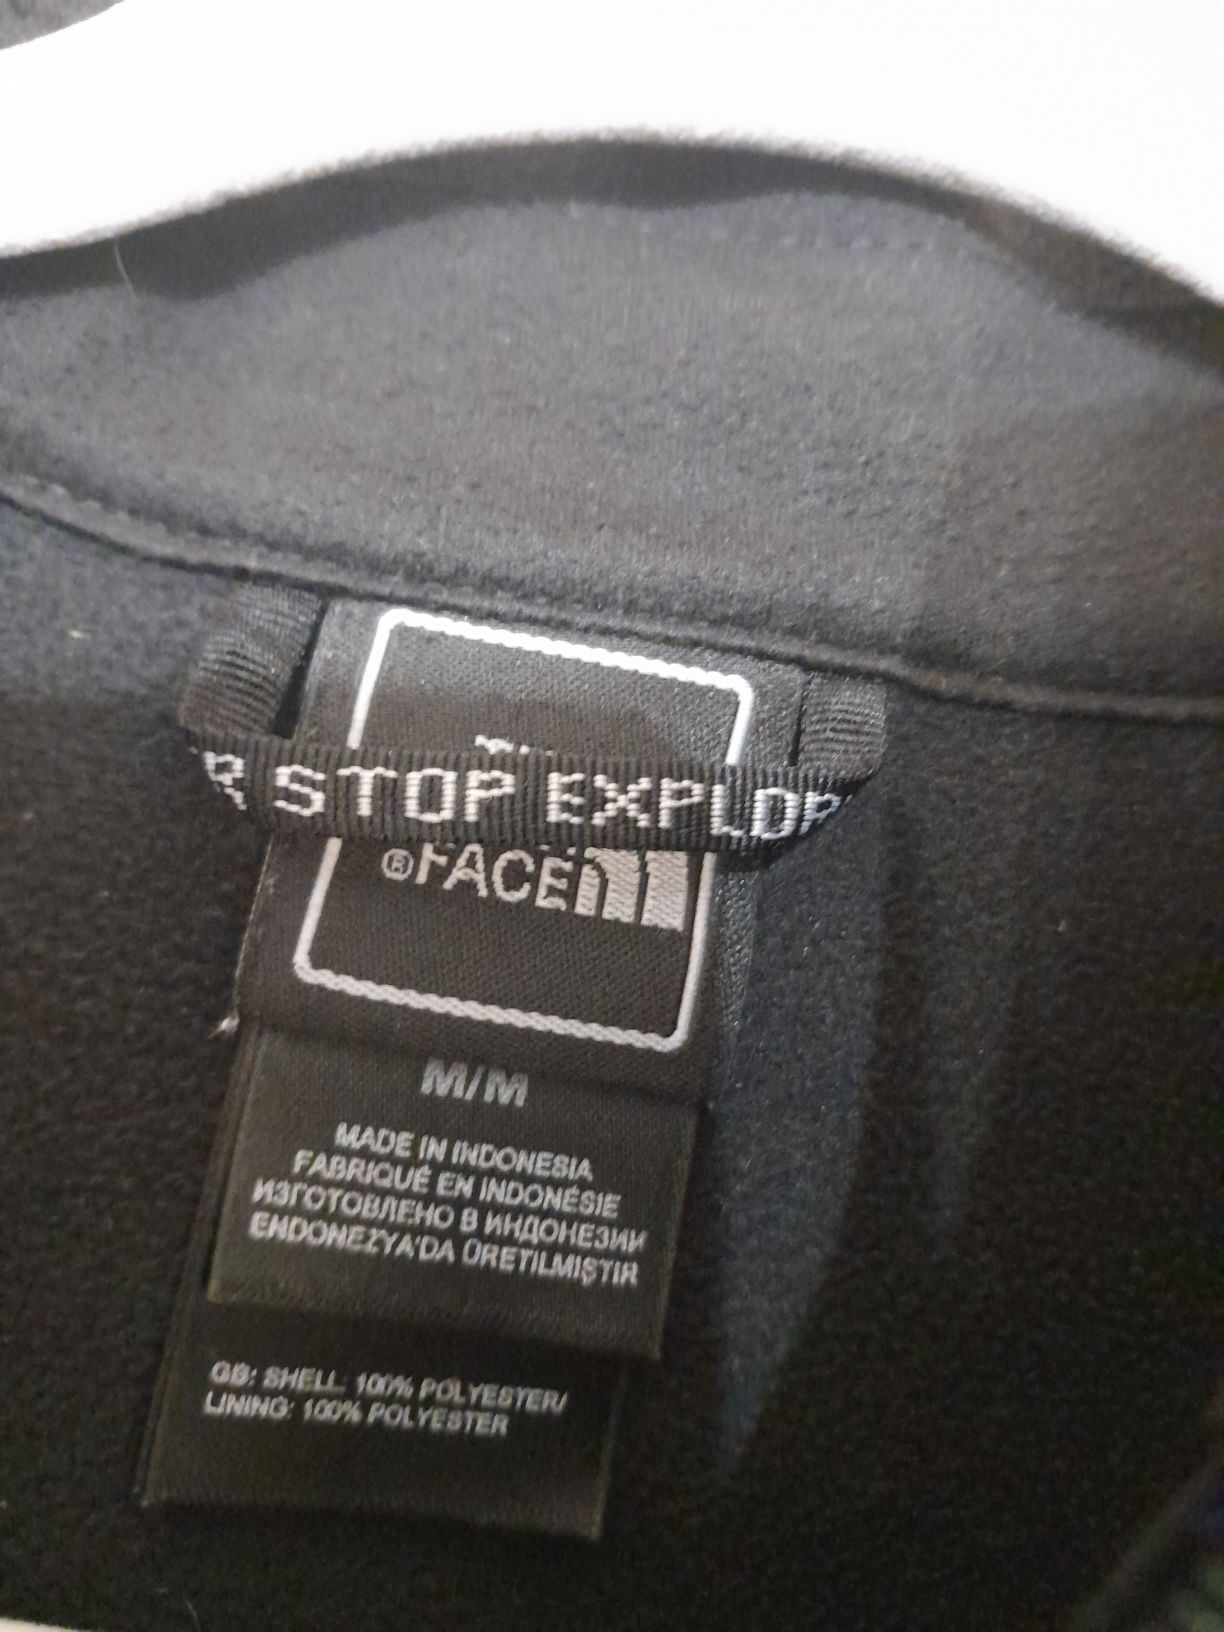 R STOP EXPLOR
®FACE
M/M
MADE IN INDONESIA
FABRIQUÉ EN INDONÉSIE
ИЗГОТОВЛЕНО В ИНДОНЕЗИИ
ENDONEZYA'DA ÜRETILMIŞTIR
GB: SHELL: 100% POLYESTER/
LINING: 100% POLYESTER